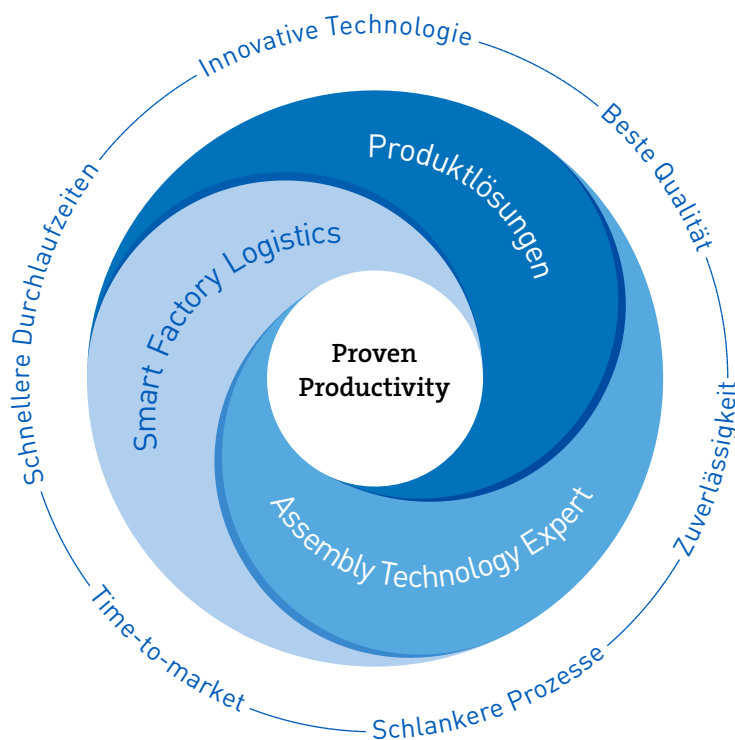 Innovative Technologie
Beste Qualität
Zuverlässigkeit
Schlankere Prozesse
Time-to-market
Schnellere Durchlaufzeiten
Produktlösungen
Assembly Technology Expert
Smart Factory Logistics
Proven
Productivity